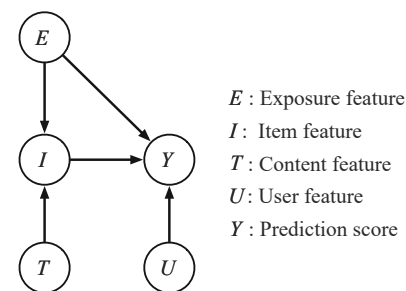 E
I
Y
T
U
E : Exposure feature
I : Item feature
T : Content feature
U : User feature
Y : Prediction score